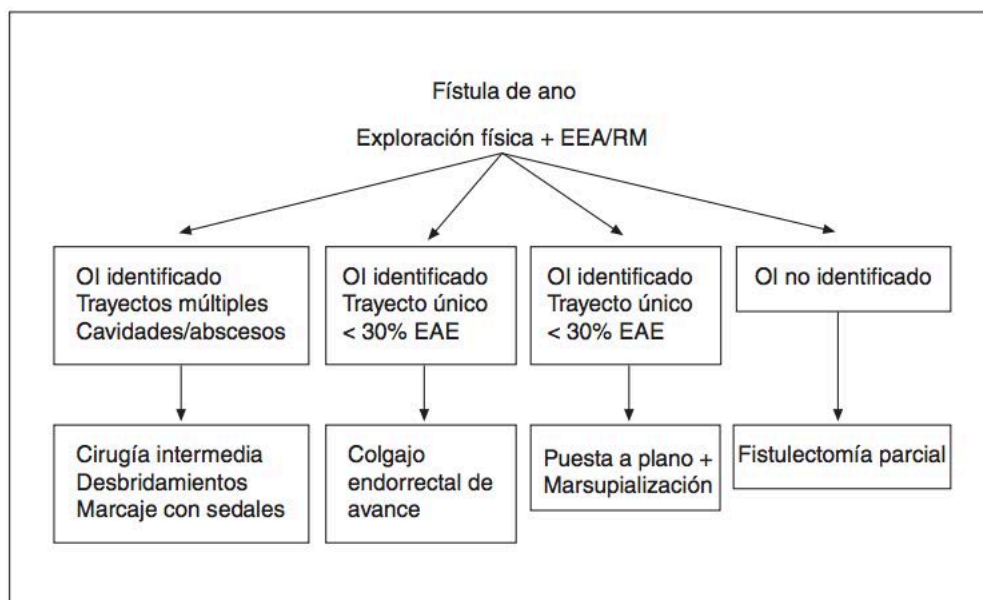 Fístula de ano
Exploración física + EEA/RM
OI identificado
Trayectos múltiples
Cavidades/abscesos
OI identificado
Trayecto único
< 30% EAE
OI identificado
Trayecto único
< 30% EAE
OI no identificado
Cirugía intermedia
Desbridamientos
Marcaje con sedales
Colgajo
endorrectal de
avance
Puesta a plano +
Marsupialización
Fistulectomía parcial